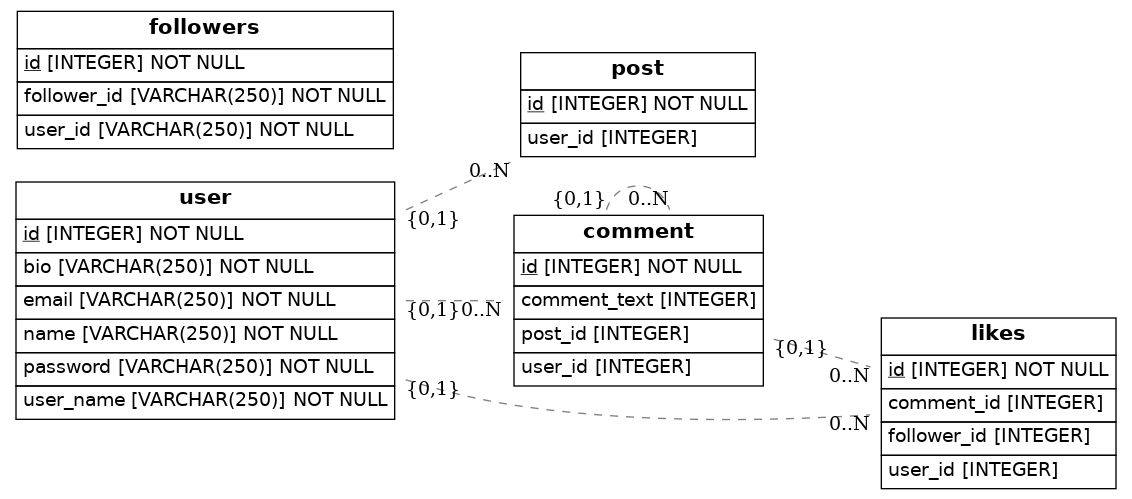 followers
id [INTEGER] NOT NULL
follower_id [VARCHAR(250)] NOT NULL
user_id [VARCHAR(250)] NOT NULL
post
id [INTEGER] NOT NULL
user_id [INTEGER]
0..N
{0,1}
user
id [INTEGER] NOT NULL
bio [VARCHAR(250)] NOT NULL
email [VARCHAR(250)] NOT NULL
name [VARCHAR(250)] NOT NULL
password [VARCHAR(250)] NOT NULL
user_name [VARCHAR(250)] NOT NULL
{0,1}
0..N
comment
id [INTEGER] NOT NULL
comment_text [INTEGER]
post_id [INTEGER]
user_id [INTEGER]
{0,1}
0..N
{0,1}
0..N
{0,1}
0..N
likes
id [INTEGER] NOT NULL
comment_id [INTEGER]
follower_id [INTEGER]
user_id [INTEGER]